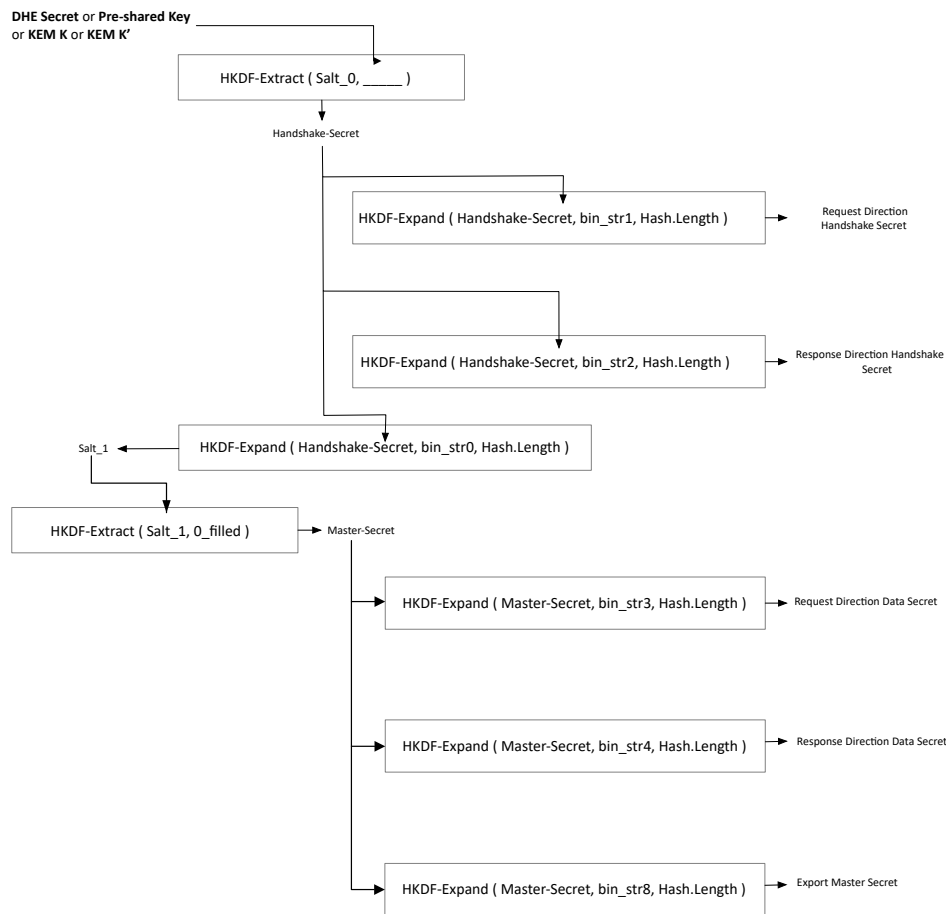 DHE Secret or Pre-shared Key
or KEM K or KEM K’
HKDF-Extract ( Salt_0, _____ )
Handshake-Secret
HKDF-Expand ( Handshake-Secret, bin_str1, Hash.Length )
Request Direction
Handshake Secret
HKDF-Expand ( Handshake-Secret, bin_str2, Hash.Length )
Response Direction Handshake
Secret
HKDF-Expand ( Handshake-Secret, bin_str0, Hash.Length )
Salt_1
HKDF-Extract ( Salt_1, 0_filled )
Master-Secret
HKDF-Expand ( Master-Secret, bin_str3, Hash.Length )
Request Direction Data Secret
HKDF-Expand ( Master-Secret, bin_str4, Hash.Length )
Response Direction Data Secret
HKDF-Expand ( Master-Secret, bin_str8, Hash.Length )
Export Master Secret